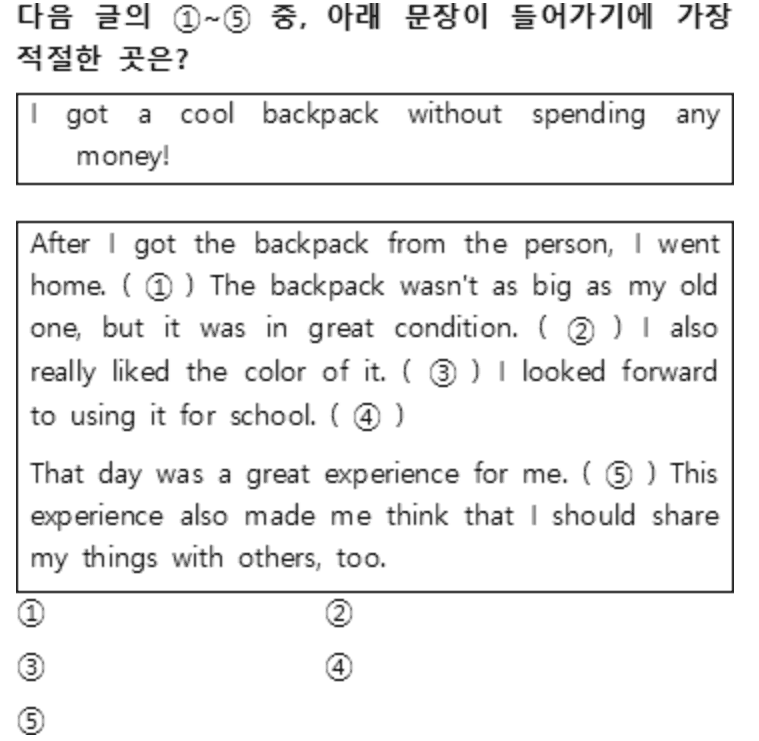 다음 글의 ①~⑤ 중, 아래 문장이 들어가기에 가장
적절한 곳은?
I got a cool backpack without spending any
money!
After I got the backpack from the person, I went
home. ( ① ) The backpack wasn't as big as my old
one, but it was in great condition. ( ② ) I also
really liked the color of it. ( ③ ) I looked forward
to using it for school. ( ④ )
That day was a great experience for me. ( ⑤ ) This
experience also made me think that I should share
my things with others, too.
① ②
③ ④
⑤